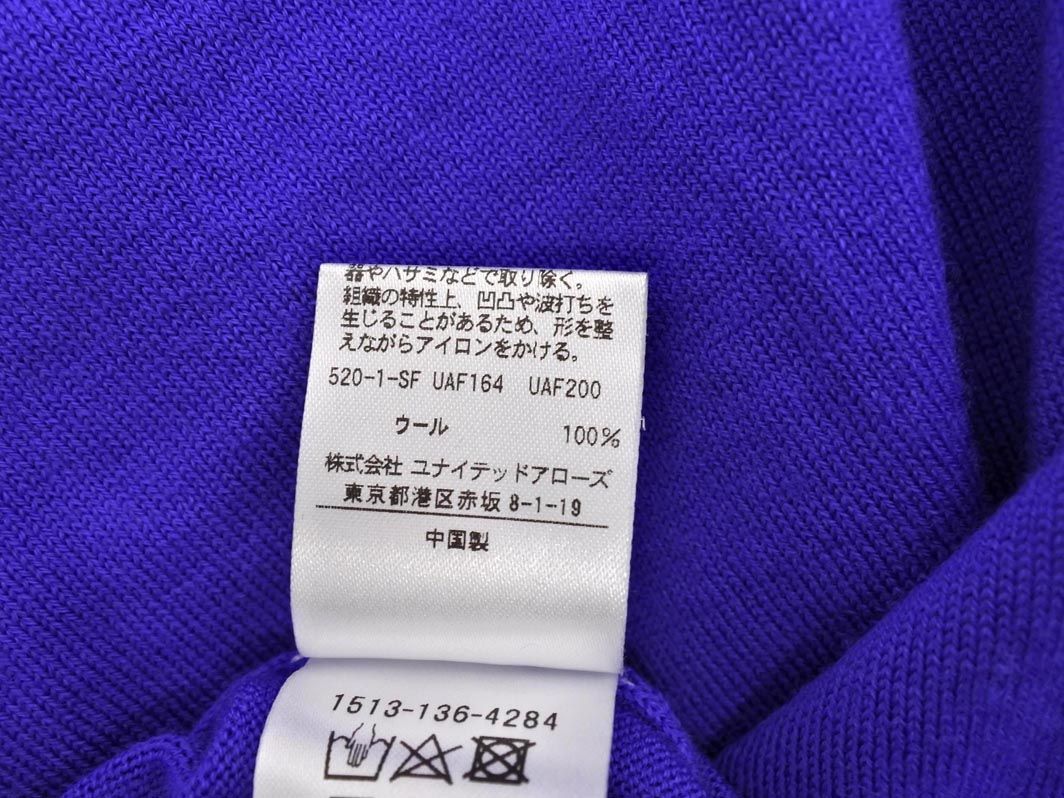 器やハサミなどで取り除く。
組織の特性上、凹凸や波打ちを
生じることがあるため、形を整
えながらアイロンをかける。
520-1-SF UAF164 UAF200
ウール 100%
株式会社 ユナイテッドアローズ
東京都港区赤坂 8-1-19
中国製
1513-136-4284